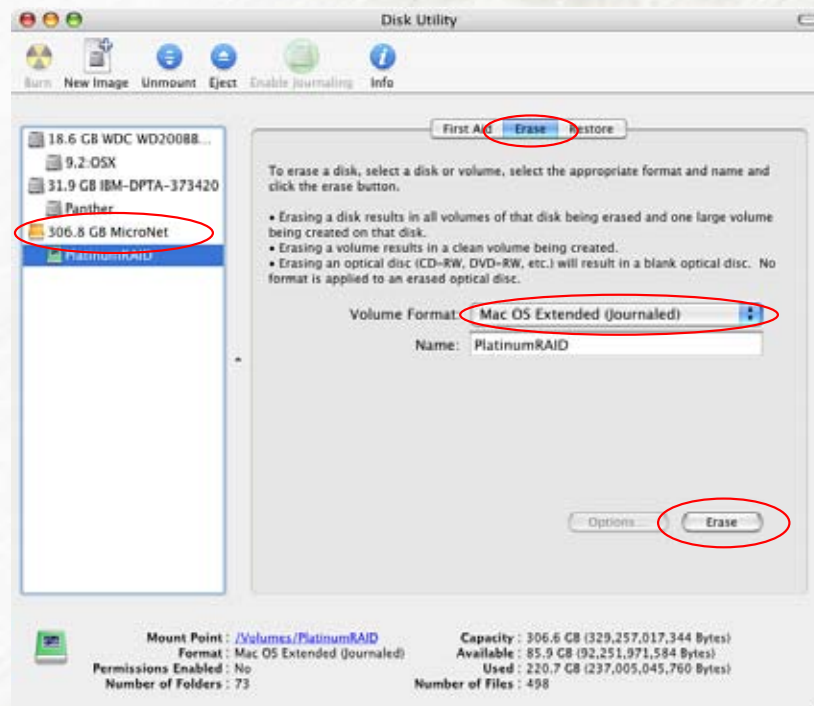 Disk Utility
Burn New Image Unmount Eject Enable Journaling Info
First Aid Erase Restore
18.6 GB WDC WD200BB...
9.2:OSX
31.9 GB IBM-DPTA-373420
Panther
306.8 GB MicroNet
PlatinumRAID
To erase a disk, select a disk or volume, select the appropriate format and name and
click the erase button.
• Erasing a disk results in all volumes of that disk being erased and one large volume
being created on that disk.
• Erasing a volume results in a clean volume being created.
• Erasing an optical disc (CD-RW, DVD-RW, etc.) will result in a blank optical disc. No
format is applied to an erased optical disc.
Volume Format: Mac OS Extended (Journaled)
Name: PlatinumRAID
Options... Erase
Mount Point : /Volumes/PlatinumRAID
Format : Mac OS Extended (Journaled)
Permissions Enabled : No
Number of Folders : 73
Capacity : 306.6 GB (329,257,017,344 Bytes)
Available : 85.9 GB (92,251,971,584 Bytes)
Used : 220.7 GB (237,005,045,760 Bytes)
Number of Files : 498